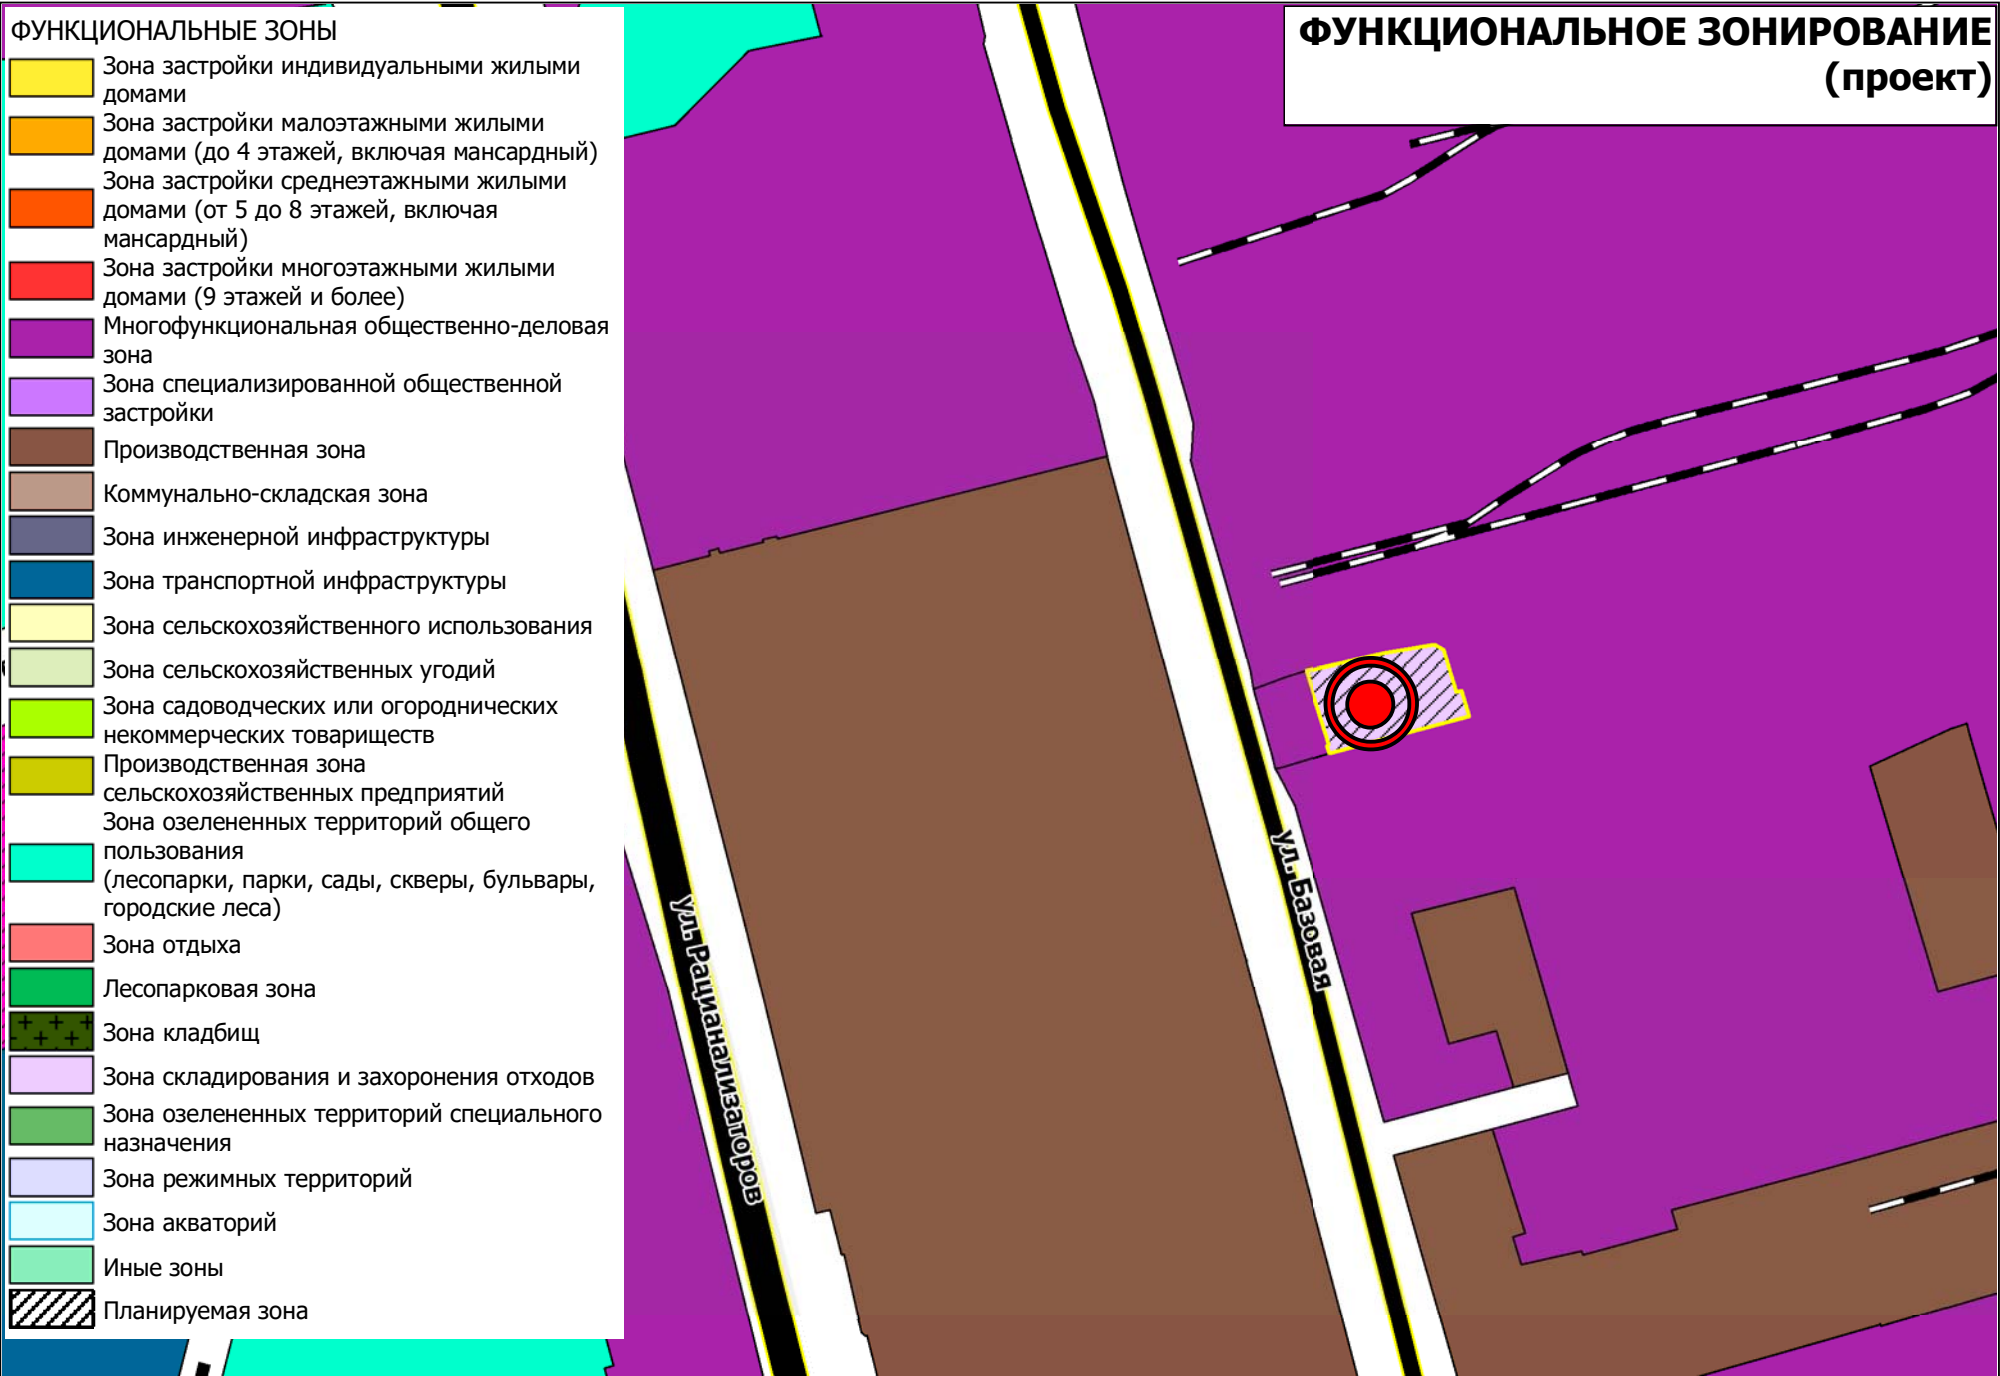 ФУНКЦИОНАЛЬНЫЕ ЗОНЫ
Зона застройки индивидуальными жилыми
домами
Зона застройки малоэтажными жилыми
домами (до 4 этажей, включая мансардный)
Зона застройки среднеэтажными жилыми
домами (от 5 до 8 этажей, включая
мансардный)
Зона застройки многоэтажными жилыми
домами (9 этажей и более)
Многофункциональная общественно-деловая
зона
Зона специализированной общественной
застройки
Производственная зона
Коммунально-складская зона
Зона инженерной инфраструктуры
Зона транспортной инфраструктуры
Зона сельскохозяйственного использования
Зона сельскохозяйственных угодий
Зона садоводческих или огороднических
некоммерческих товариществ
Производственная зона
сельскохозяйственных предприятий
Зона озелененных территорий общего
пользования
(лесопарки, парки, сады, скверы, бульвары,
городские леса)
Зона отдыха
Лесопарковая зона
Зона кладбищ
Зона складирования и захоронения отходов
Зона озелененных территорий специального
назначения
Зона режимных территорий
Зона акваторий
Иные зоны
Планируемая зона
ФУНКЦИОНАЛЬНОЕ ЗОНИРОВАНИЕ
(проект)
ул. Базовая
ул. Рацианализаторов